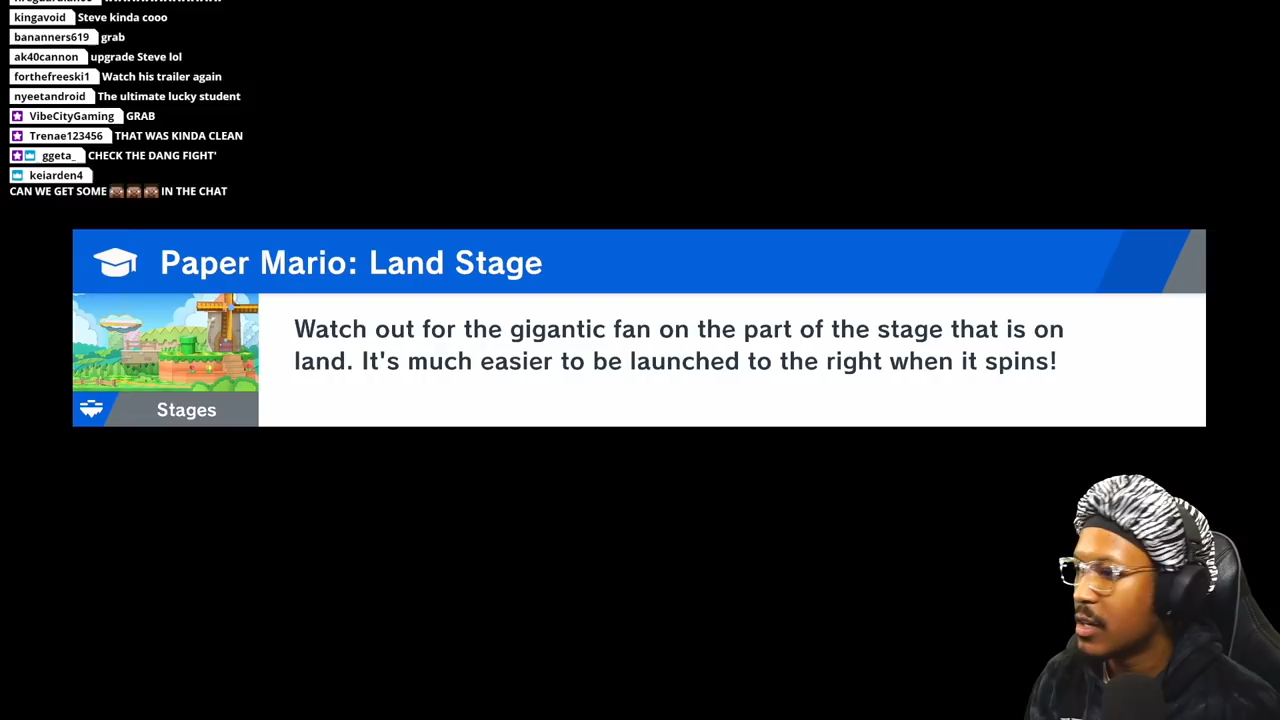 kingavoid Steve kinda cooo
bananners619 grab
ak40cannon upgrade Steve lol
forthefreeski1 Watch his trailer again
nyeetandroid The ultimate lucky student
VibeCityGaming GRAB
Trenae123456 THAT WAS KINDA CLEAN
ggeta_ CHECK THE DANG FIGHT'
keiarden4
CAN WE GET SOME IN THE CHAT
Paper Mario: Land Stage
Watch out for the gigantic fan on the part of the stage that is on
land. It's much easier to be launched to the right when it spins!
Stages